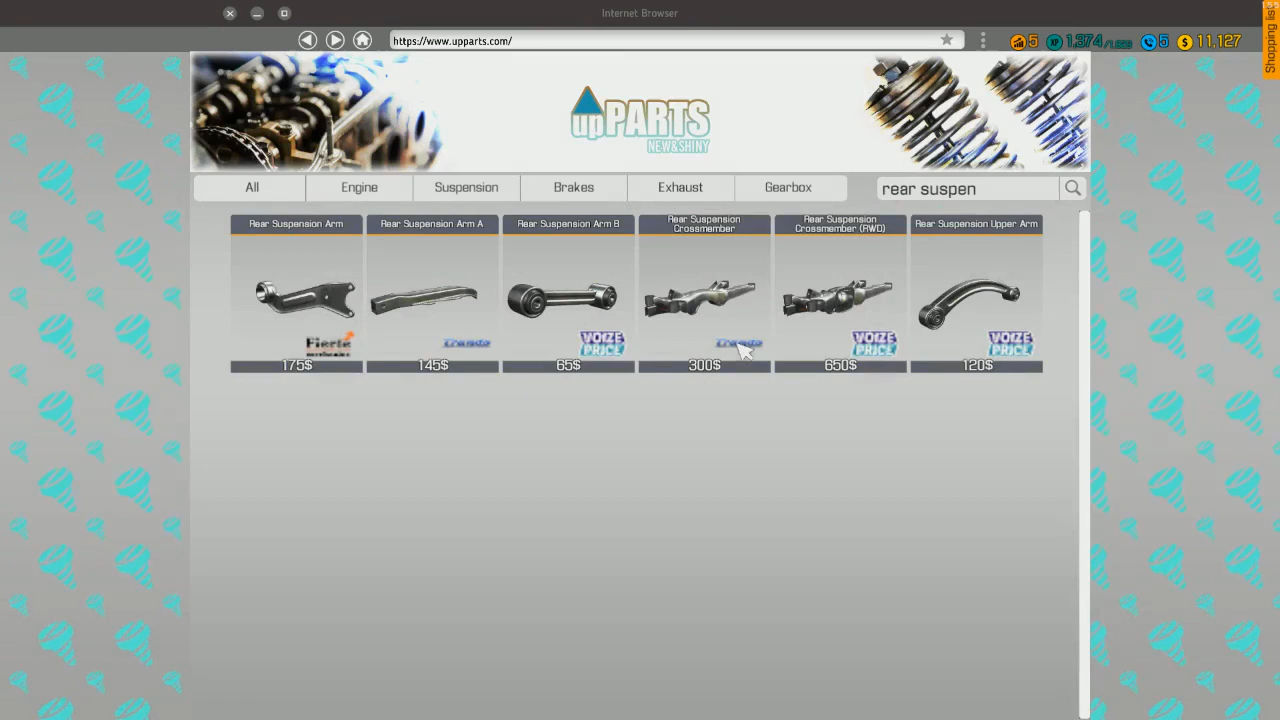 Internet Browser
https://www.upparts.com/
5
1,374/1,623
5
$ 11,127
Shopping list
upPARTS
NEW&SHINY
All
Engine
Suspension
Brakes
Exhaust
Gearbox
rear suspen
Rear Suspension Arm
175$
Rear Suspension Arm A
145$
Rear Suspension Arm B
VOIZE
PRICE
65$
Rear Suspension
Crossmember
300$
Rear Suspension
Crossmember (RWD)
VOIZE
PRICE
650$
Rear Suspension Upper Arm
VOIZE
PRICE
120$